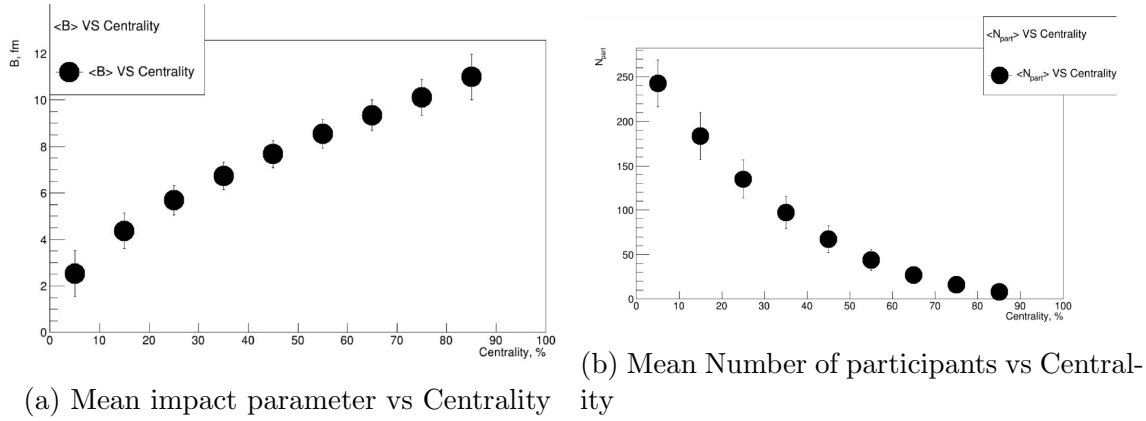 <B> VS Centrality
<B> VS Centrality
B, fm
12
10
8
6
4
2
0
0 10 20 30 40 50 60 70 80 90 100
Centrality, %
(a) Mean impact parameter vs Centrality
<N_part> VS Centrality
<N_part> VS Centrality
N_part
250
200
150
100
50
0
0 10 20 30 40 50 60 70 80 90 100
Centrality, %
(b) Mean Number of participants vs Central-
ity